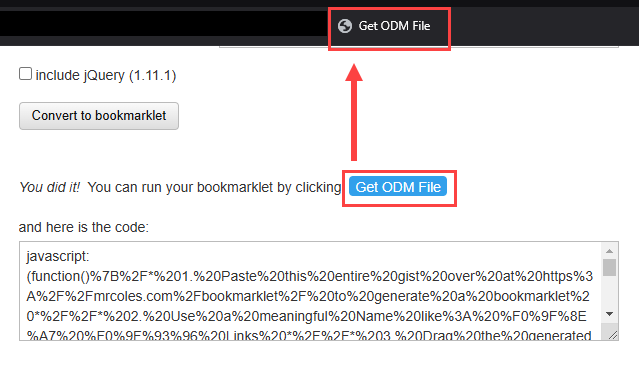 Get ODM File
include jQuery (1.11.1)
Convert to bookmarklet
You did it! You can run your bookmarklet by clicking Get ODM File
and here is the code:
javascript:
(function()%7B%2F*%201.%20Paste%20this%20entire%20gist%20over%20at%20https%3
A%2F%2Fmrcoles.com%2Fbookmarklet%2F%20to%20generate%20a%20bookmarklet%2
0*%2F%2F*%202.%20Use%20a%20meaningful%20Name%20like%3A%20%F0%9F%8E
%A7%20%F0%9F%93%96%20Links%20*%2F%2F*%203.%20Drag%20the%20generated